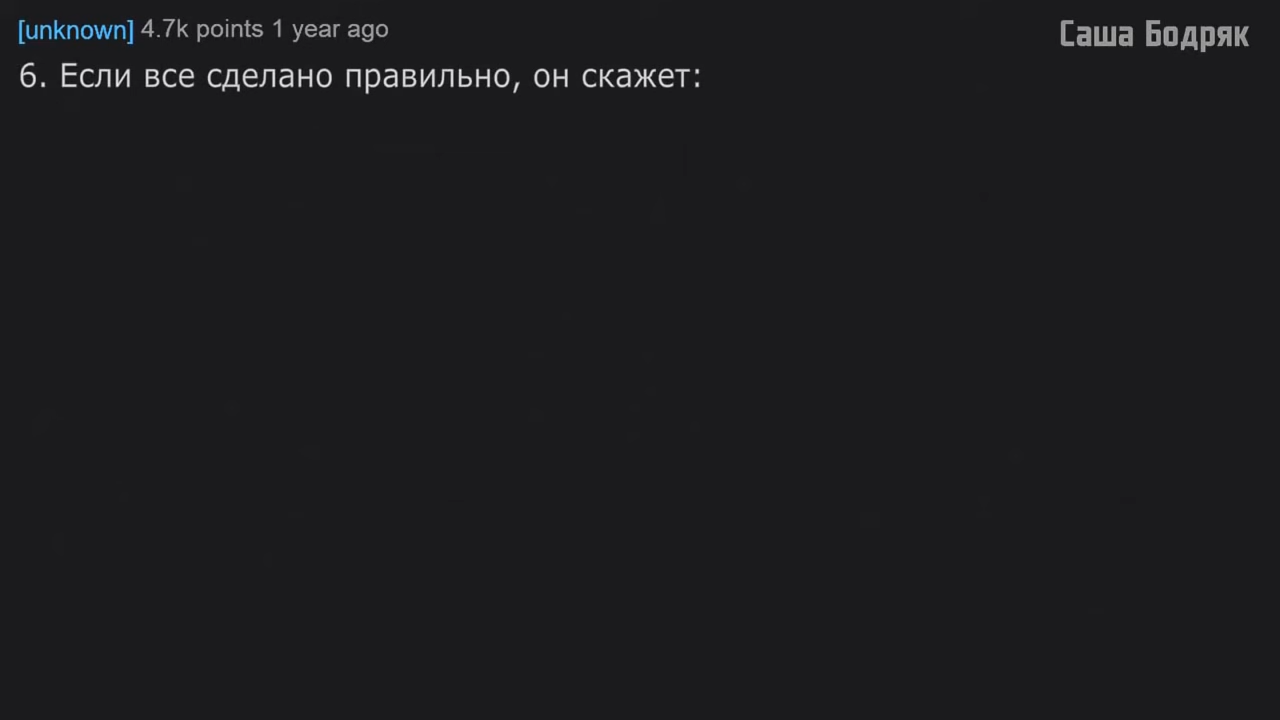 [unknown] 4.7k points 1 year ago
Саша Бодряк
6. Если все сделано правильно, он скажет: